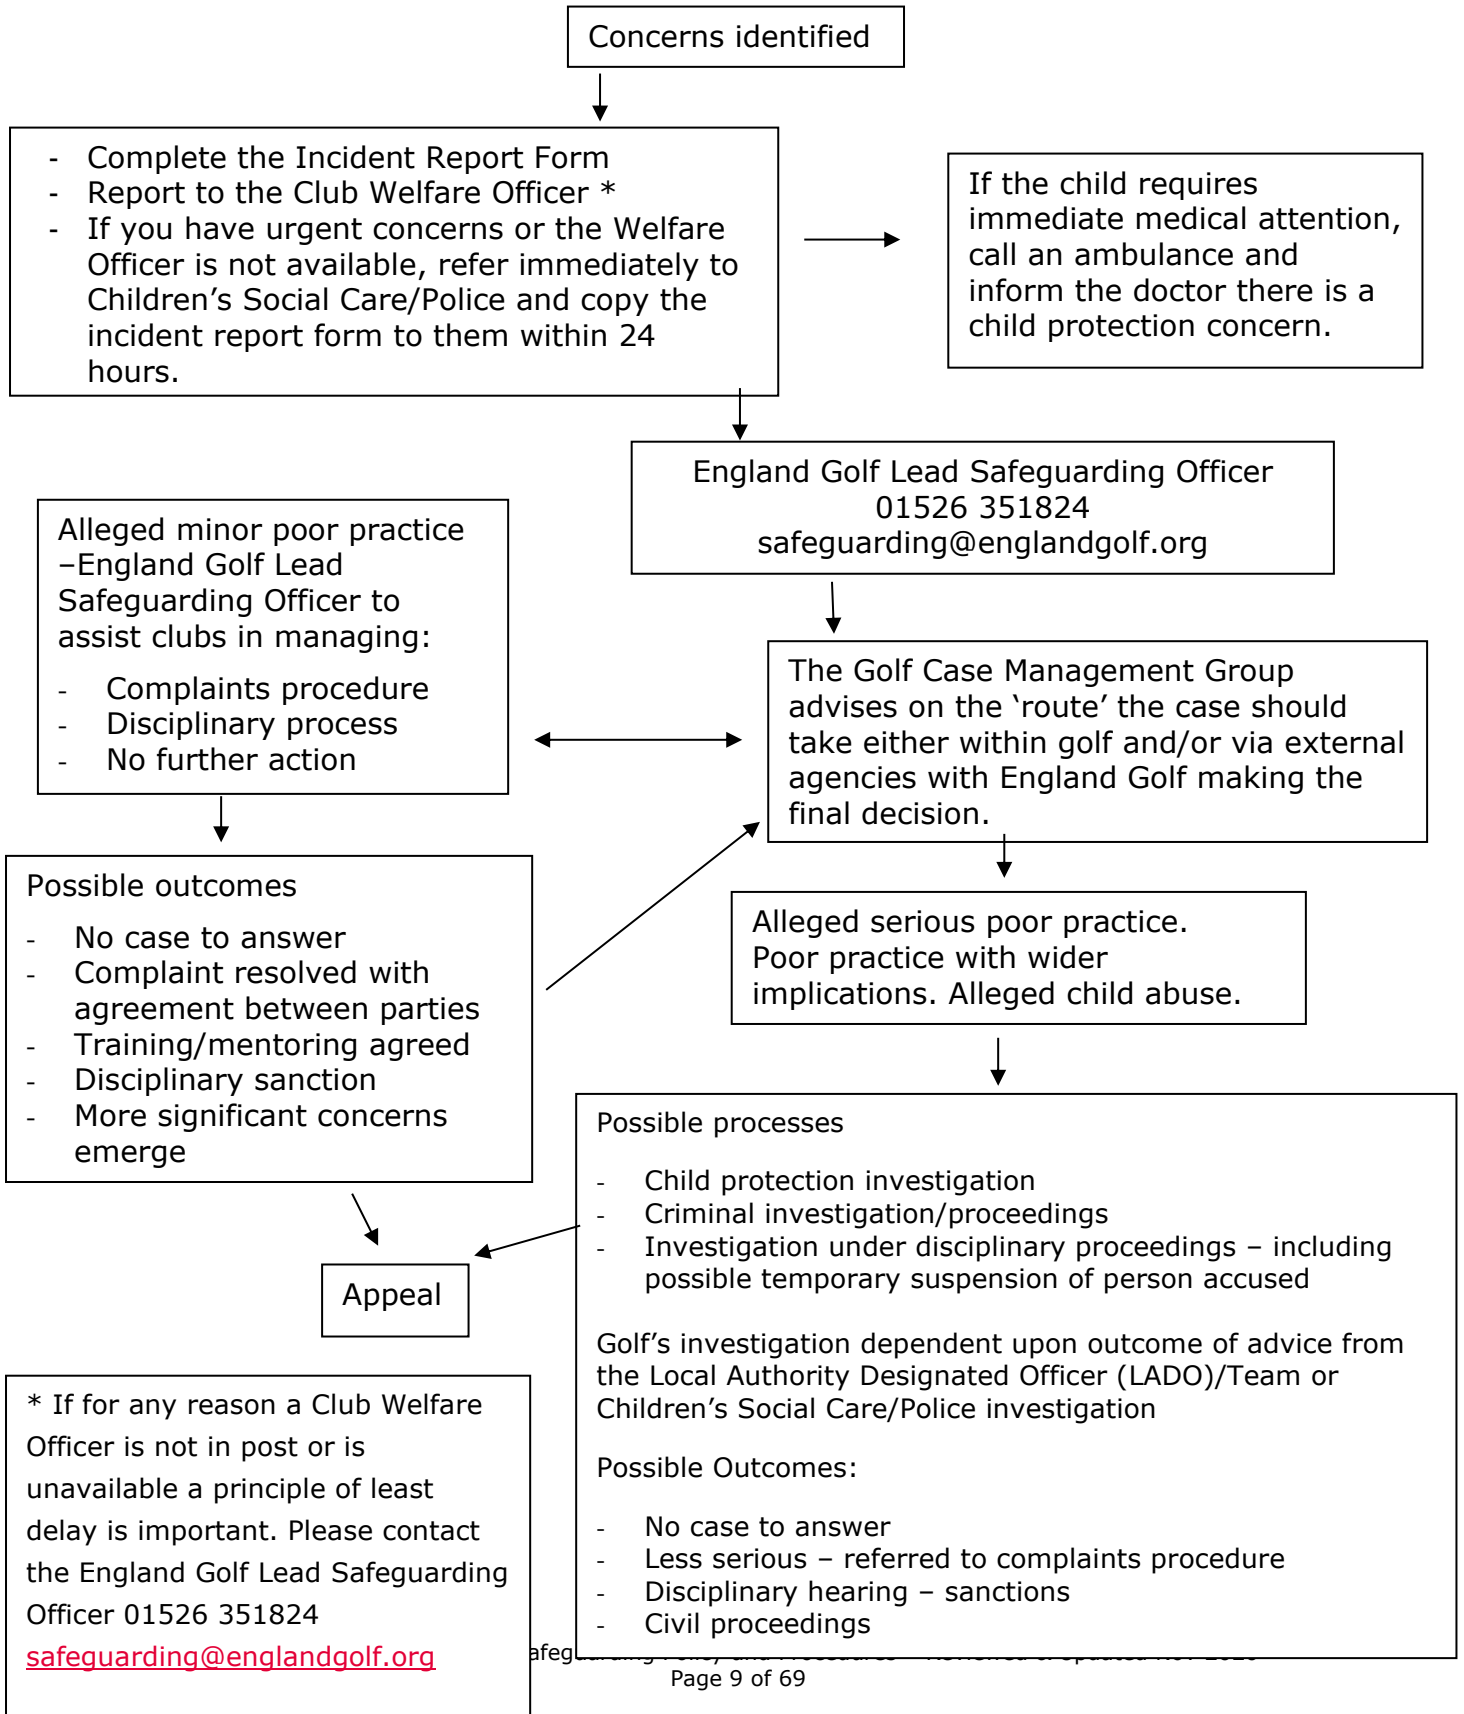 Concerns identified
- Complete the Incident Report Form
- Report to the Club Welfare Officer *
- If you have urgent concerns or the Welfare
Officer is not available, refer immediately to
Children’s Social Care/Police and copy the
incident report form to them within 24
hours.
If the child requires
immediate medical attention,
call an ambulance and
inform the doctor there is a
child protection concern.
England Golf Lead Safeguarding Officer
01526 351824
safeguarding@englandgolf.org
Alleged minor poor practice
–England Golf Lead
Safeguarding Officer to
assist clubs in managing:
- Complaints procedure
- Disciplinary process
- No further action
The Golf Case Management Group
advises on the ‘route’ the case should
take either within golf and/or via external
agencies with England Golf making the
final decision.
Possible outcomes
- No case to answer
- Complaint resolved with
agreement between parties
- Training/mentoring agreed
- Disciplinary sanction
- More significant concerns
emerge
Alleged serious poor practice.
Poor practice with wider
implications. Alleged child abuse.
Possible processes
- Child protection investigation
- Criminal investigation/proceedings
- Investigation under disciplinary proceedings – including
possible temporary suspension of person accused
Golf’s investigation dependent upon outcome of advice from
the Local Authority Designated Officer (LADO)/Team or
Children’s Social Care/Police investigation
Possible Outcomes:
- No case to answer
- Less serious – referred to complaints procedure
- Disciplinary hearing – sanctions
- Civil proceedings
Appeal
* If for any reason a Club Welfare
Officer is not in post or is
unavailable a principle of least
delay is important. Please contact
the England Golf Lead Safeguarding
Officer 01526 351824
safeguarding@englandgolf.org
Page 9 of 69